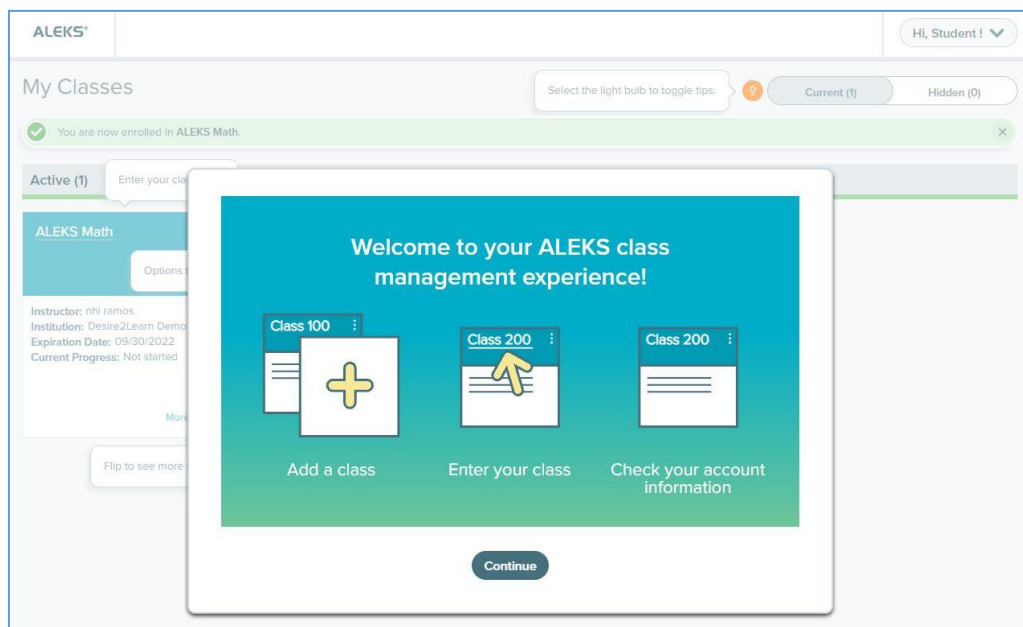 ALEKS®
Hi, Student !
My Classes
Select the light bulb to toggle tips.
Current (1)
Hidden (0)
You are now enrolled in ALEKS Math.
Active (1)
Enter your cla
ALEKS Math
Options
Instructor: nhi ramos
Institution: Desire2Learn Demo
Expiration Date: 09/30/2022
Current Progress: Not started
More
Flip to see more
Welcome to your ALEKS class
management experience!
Class 100
Class 200
Class 200
Add a class
Enter your class
Check your account
information
Continue